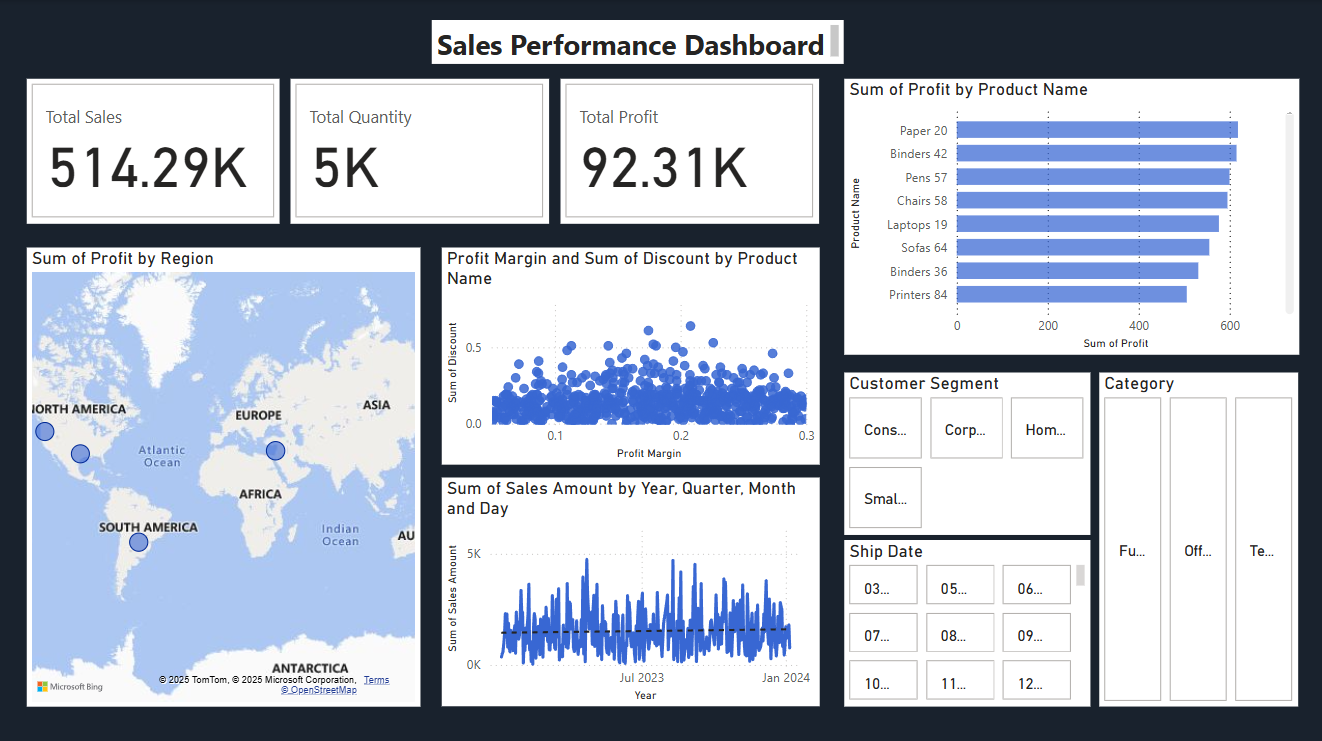 Sales Performance Dashboard
Total Sales
514.29K
Total Quantity
5K
Total Profit
92.31K
Sum of Profit by Product Name
Product Name
Paper 20
Binders 42
Pens 57
Chairs 58
Laptops 19
Sofas 64
Binders 36
Printers 84
0 200 400 600
Sum of Profit
Sum of Profit by Region
NORTH AMERICA
EUROPE
ASIA
Atlantic
Ocean
AFRICA
SOUTH AMERICA
Indian
Ocean
AU
ANTARCTICA
Microsoft Bing
© 2025 TomTom, © 2025 Microsoft Corporation, Terms
© OpenStreetMap
Profit Margin and Sum of Discount by Product
Name
Sum of Discount
0.5
0.0
0.1 0.2 0.3
Profit Margin
Sum of Sales Amount by Year, Quarter, Month
and Day
Sum of Sales Amount
5K
0K
Jul 2023 Jan 2024
Year
Customer Segment
Cons... Corp... Hom...
Smal...
Ship Date
03... 05... 06...
07... 08... 09...
10... 11... 12...
Category
Fu... Off... Te...